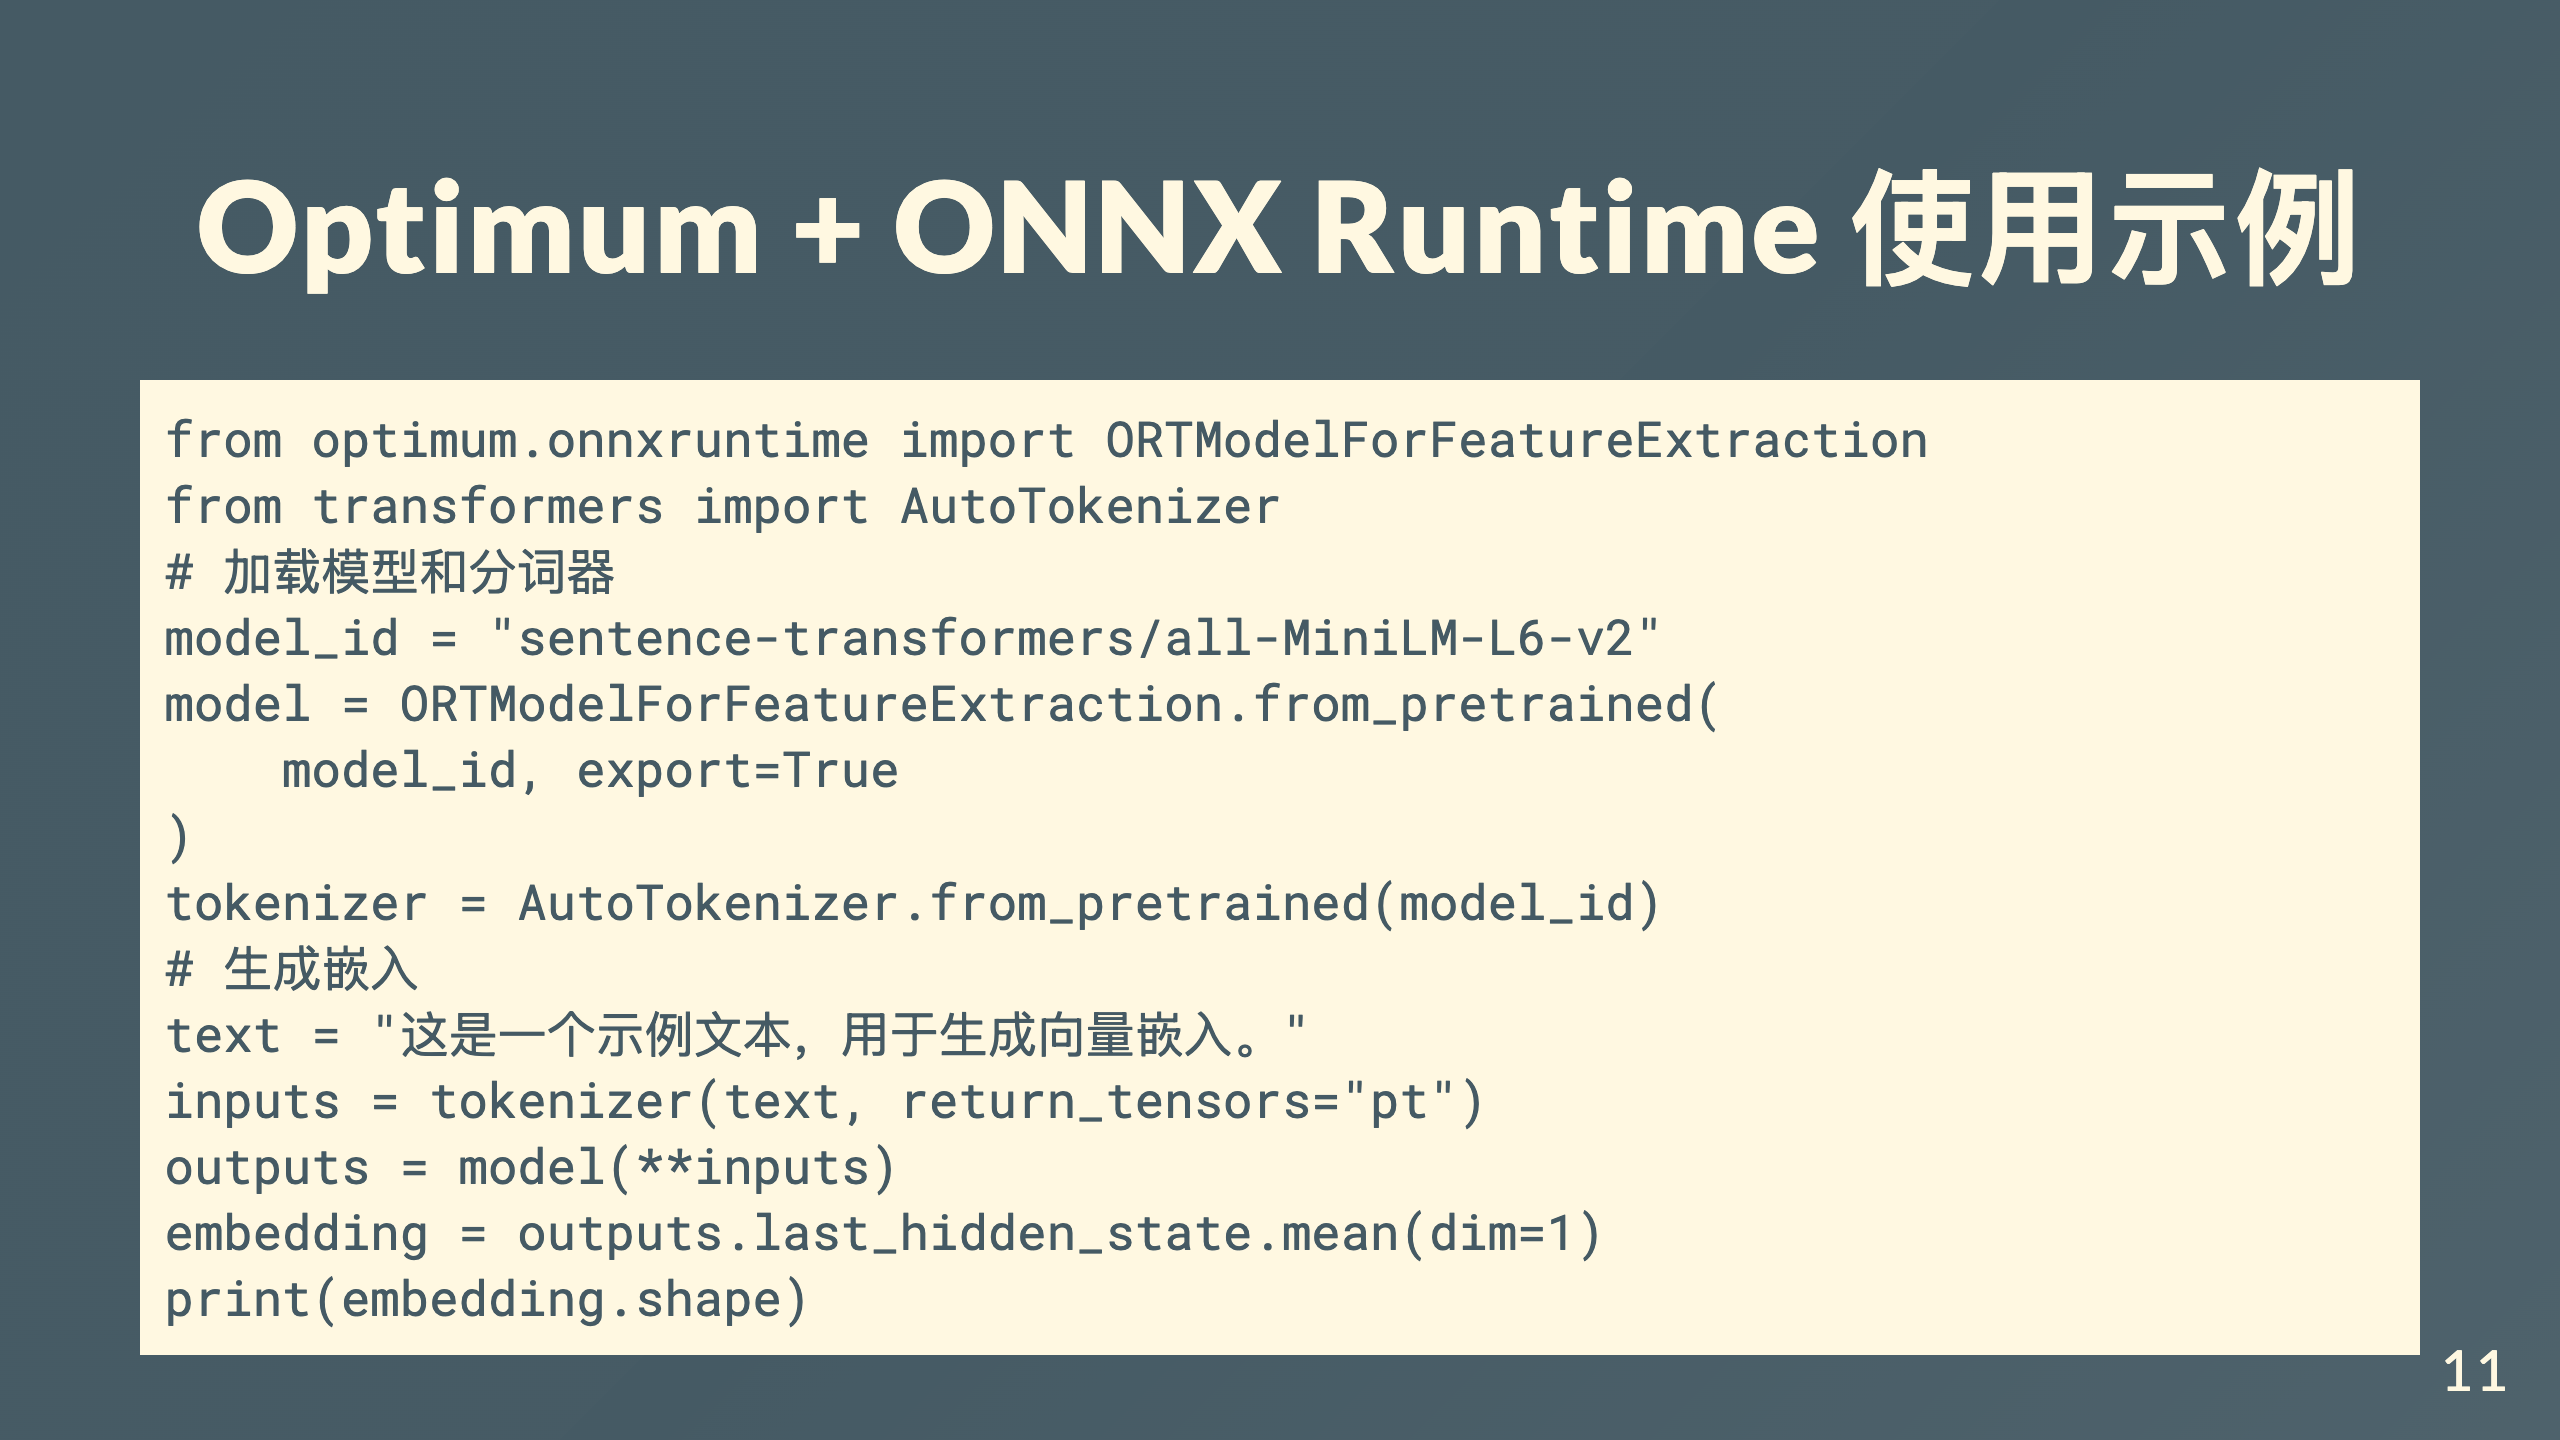 Optimum + ONNX Runtime 使用示例
from optimum.onnxruntime import ORTModelForFeatureExtraction
from transformers import AutoTokenizer
# 加载模型和分词器
model_id = "sentence-transformers/all-MiniLM-L6-v2"
model = ORTModelForFeatureExtraction.from_pretrained(
    model_id, export=True
)
tokenizer = AutoTokenizer.from_pretrained(model_id)
# 生成嵌入
text = "这是一个示例文本，用于生成向量嵌入。"
inputs = tokenizer(text, return_tensors="pt")
outputs = model(**inputs)
embedding = outputs.last_hidden_state.mean(dim=1)
print(embedding.shape)
11